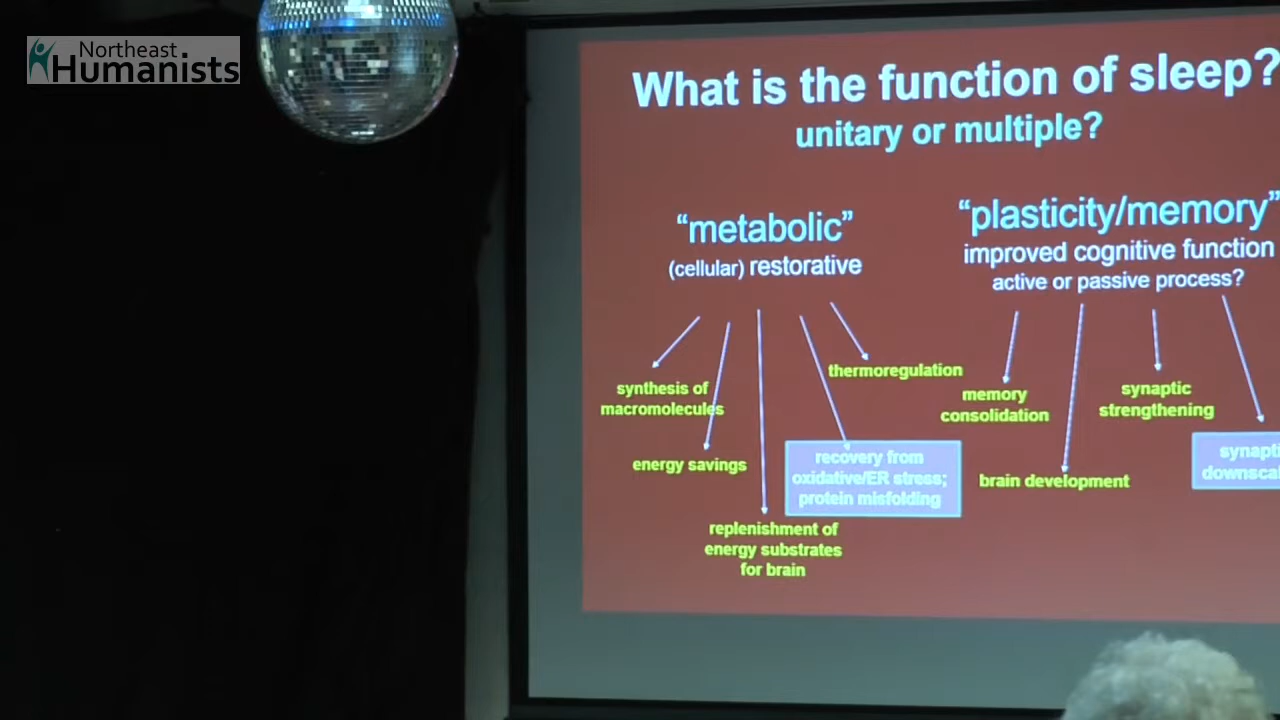 Northeast
Humanists
What is the function of sleep?
unitary or multiple?
“metabolic”
(cellular) restorative
“plasticity/memory”
improved cognitive function
active or passive process?
synthesis of
macromolecules
energy savings
replenishment of
energy substrates
for brain
recovery from
oxidative/ER stress;
protein misfolding
thermoregulation
memory
consolidation
brain development
synaptic
strengthening